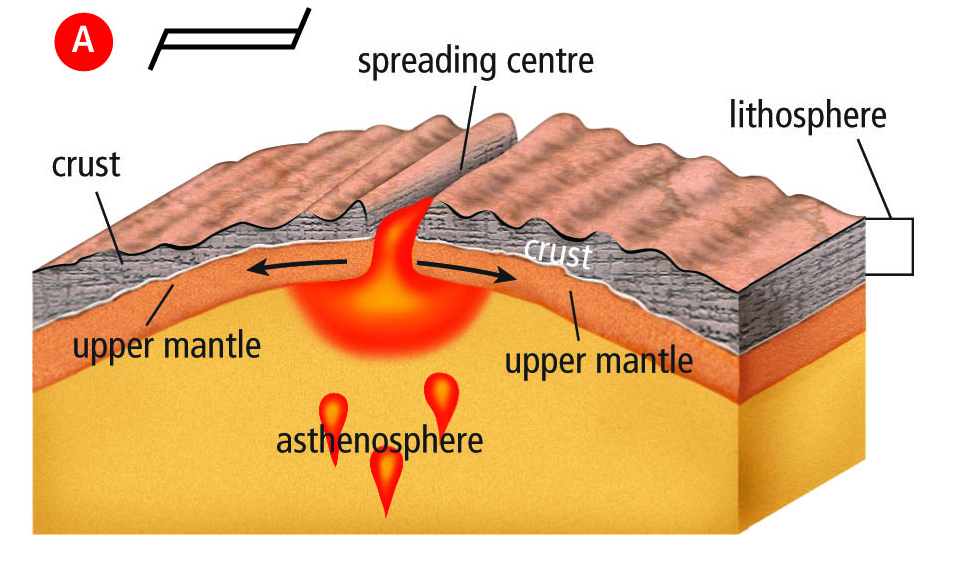 A
spreading centre
lithosphere
crust
crust
upper mantle
upper mantle
asthenosphere